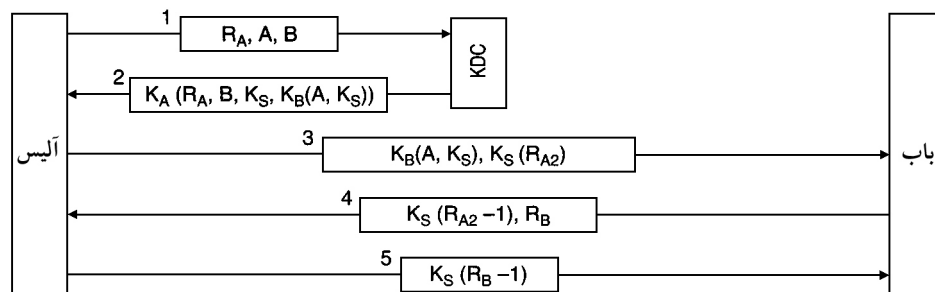 1
R_A, A, B
KDC
2
K_A (R_A, B, K_S, K_B(A, K_S))
آلیس
3
K_B(A, K_S), K_S (R_A2)
باب
4
K_S (R_A2 –1), R_B
5
K_S (R_B –1)